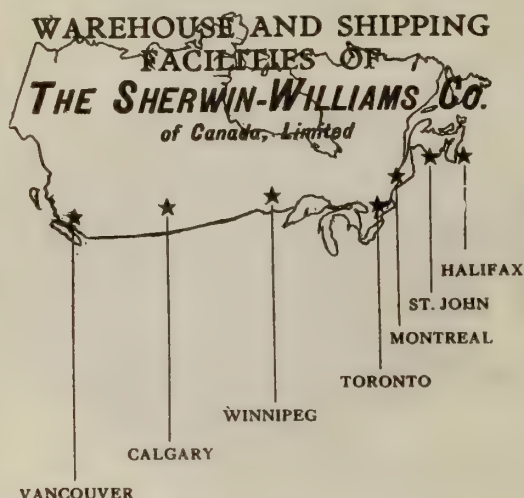 WAREHOUSE AND SHIPPING
FACILITIES OF
THE SHERWIN-WILLIAMS CO.
of Canada, Limited
HALIFAX
ST. JOHN
MONTREAL
TORONTO
WINNIPEG
CALGARY
VANCOUVER